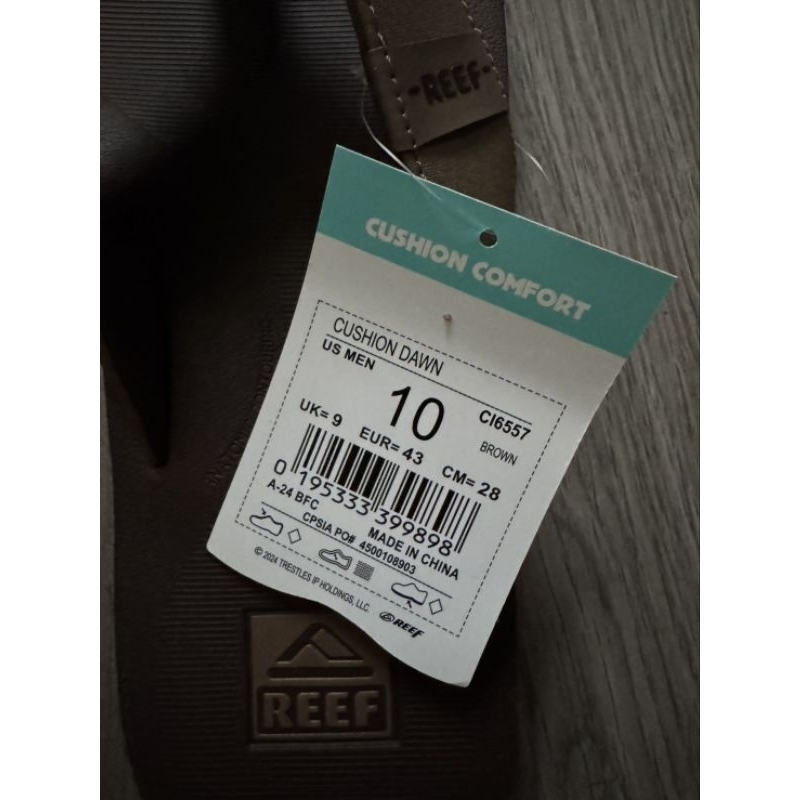 -REEF-
CUSHION COMFORT
CUSHION DAWN
US MEN
10
CI6557
UK= 9 EUR= 43 CM= 28
BROWN
0 195333 399898
A-24 BFC
MADE IN CHINA
CPSIA PO# 4500108903
© 2024 TRESTLES IP HOLDINGS, LLC.
REEF
REEF